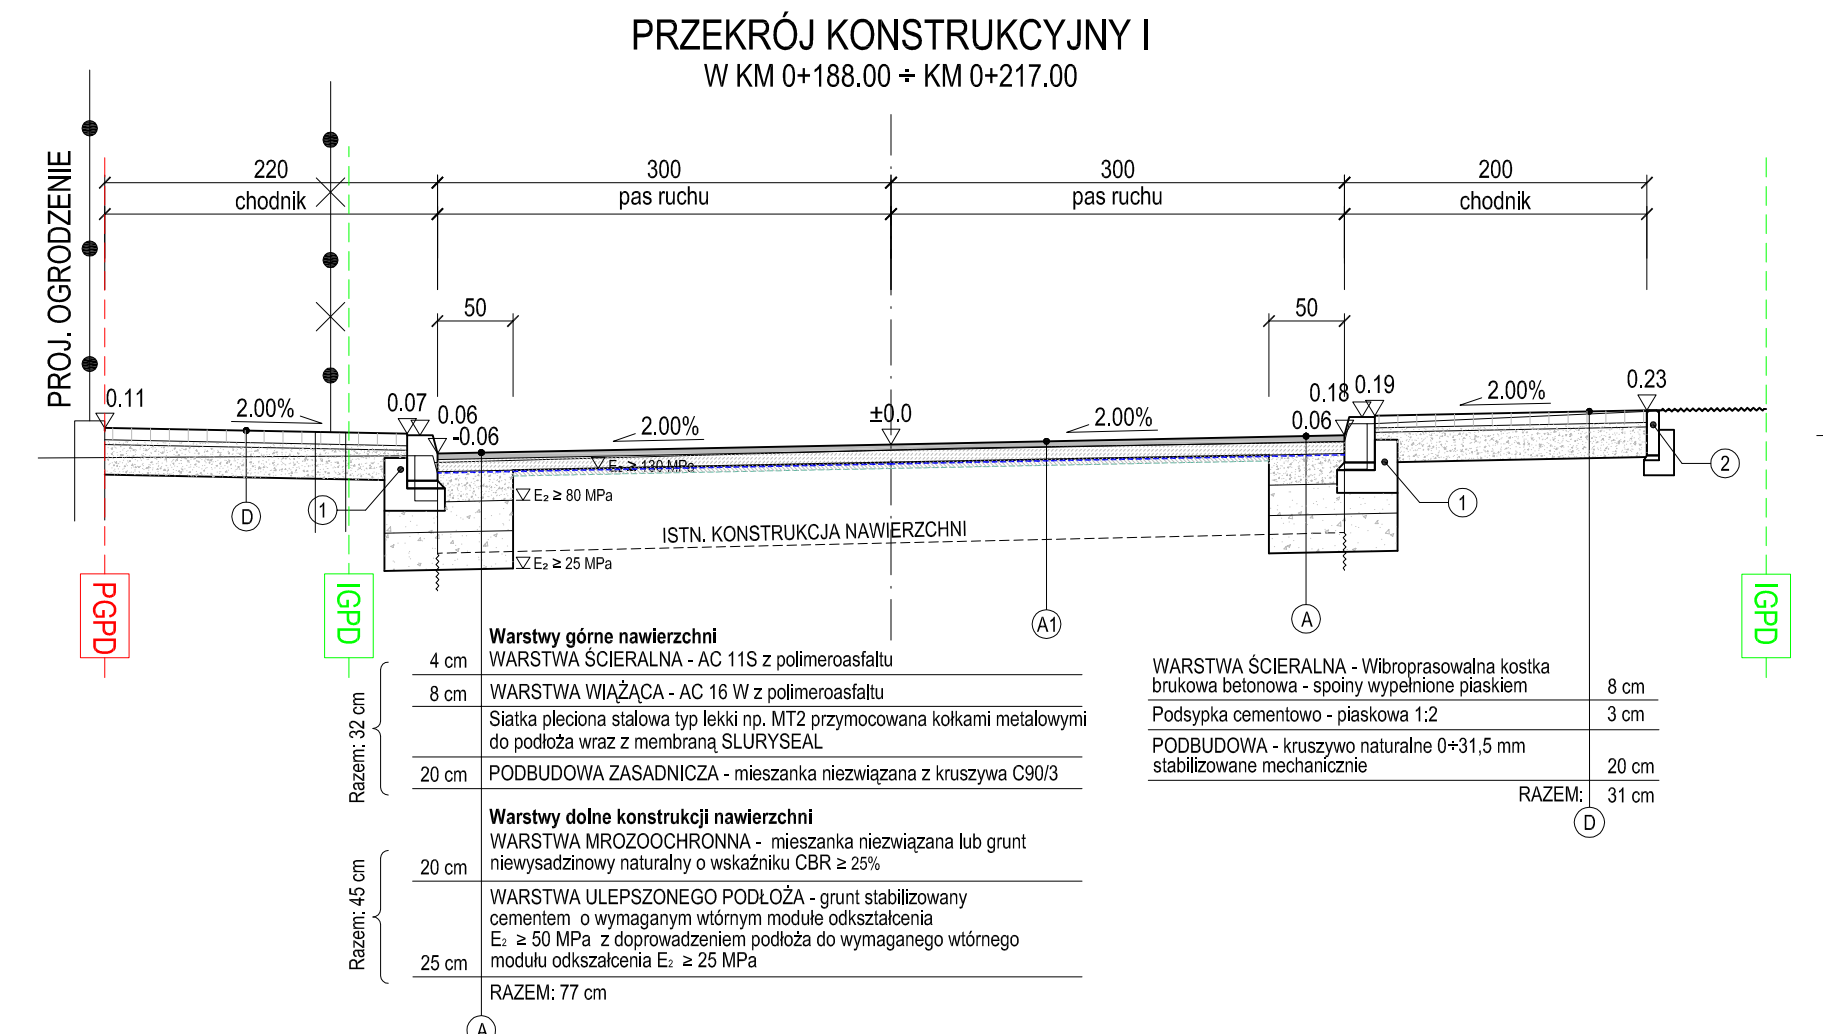 PRZEKRÓJ KONSTRUKCYJNY I
W KM 0+188.00 ÷ KM 0+217.00
PROJ. OGRODZENIE
220
300
300
200
chodnik
pas ruchu
pas ruchu
chodnik
50
50
0.11
2.00%
0.07
0.06
-0.06
2.00%
±0.0
2.00%
0.06
0.18
0.19
2.00%
0.23
E₂ ≥ 130 MPa
E₂ ≥ 80 MPa
E₂ ≥ 25 MPa
ISTN. KONSTRUKCJA NAWIERZCHNI
D
1
1
2
A1
A
PGPD
IGPD
IGPD
Warstwy górne nawierzchni
4 cm WARSTWA ŚCIERALNA - AC 11S z polimeroasfaltu
8 cm WARSTWA WIĄŻĄCA - AC 16 W z polimeroasfaltu
Siatka pleciona stalowa typ lekki np. MT2 przymocowana kołkami metalowymi
do podłoża wraz z membraną SLURYSEAL
20 cm PODBUDOWA ZASADNICZA - mieszanka niezwiązana z kruszywa C90/3
Razem: 32 cm
Warstwy dolne konstrukcji nawierzchni
WARSTWA MROZOOCHRONNA - mieszanka niezwiązana lub grunt
20 cm niewysadzinowy naturalny o wskaźniku CBR ≥ 25%
WARSTWA ULEPSZONEGO PODŁOŻA - grunt stabilizowany
cementem o wymaganym wtórnym module odkształcenia
E₂ ≥ 50 MPa z doprowadzeniem podłoża do wymaganego wtórnego
25 cm modułu odkszałcenia E₂ ≥ 25 MPa
Razem: 45 cm
RAZEM: 77 cm
A
WARSTWA ŚCIERALNA - Wibroprasowalna kostka
brukowa betonowa - spoiny wypełnione piaskiem 8 cm
Podsypka cementowo - piaskowa 1:2 3 cm
PODBUDOWA - kruszywo naturalne 0÷31,5 mm
stabilizowane mechanicznie 20 cm
RAZEM: 31 cm
D